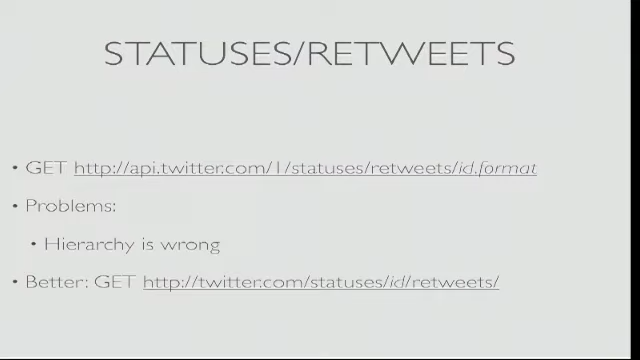 STATUSES/RETWEETS
• GET http://api.twitter.com/1/statuses/retweets/id.format
• Problems:
• Hierarchy is wrong
• Better: GET http://twitter.com/statuses/id/retweets/